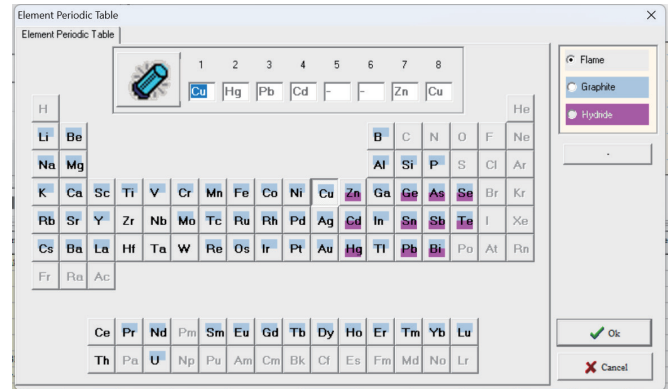 Element Periodic Table
Element Periodic Table
1 2 3 4 5 6 7 8
Cu Hg Pb Cd - - Zn Cu
Flame
Graphite
Hydride
.
H He
Li Be B C N O F Ne
Na Mg Al Si P S Cl Ar
K Ca Sc Ti V Cr Mn Fe Co Ni Cu Zn Ga Ge As Se Br Kr
Rb Sr Y Zr Nb Mo Tc Ru Rh Pd Ag Cd In Sn Sb Te I Xe
Cs Ba La Hf Ta W Re Os Ir Pt Au Hg Tl Pb Bi Po At Rn
Fr Ra Ac
Ce Pr Nd Pm Sm Eu Gd Tb Dy Ho Er Tm Yb Lu
Th Pa U Np Pu Am Cm Bk Cf Es Fm Md No Lr
Ok
Cancel